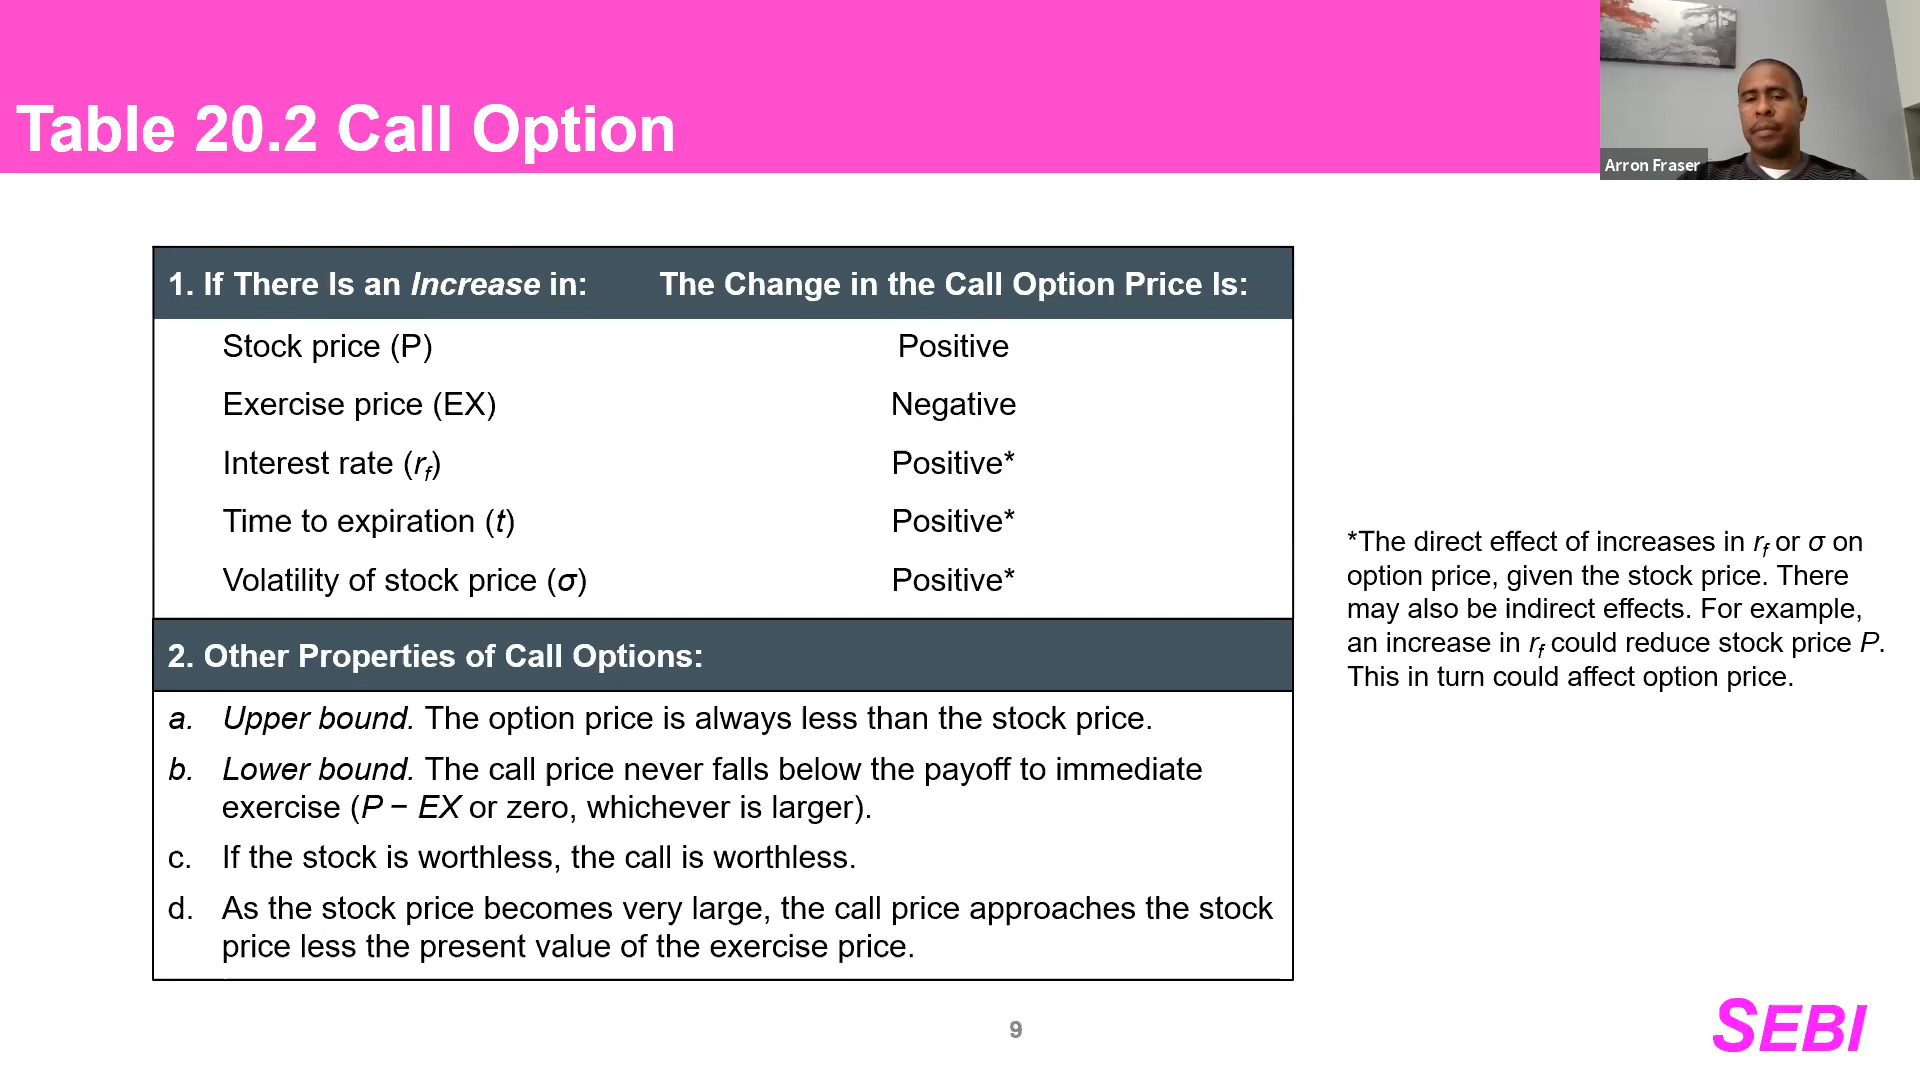 Table 20.2 Call Option
Arron Fraser
1. If There Is an Increase in: The Change in the Call Option Price Is:
Stock price (P) Positive
Exercise price (EX) Negative
Interest rate (rf) Positive*
Time to expiration (t) Positive*
Volatility of stock price (σ) Positive*
2. Other Properties of Call Options:
a. Upper bound. The option price is always less than the stock price.
b. Lower bound. The call price never falls below the payoff to immediate
exercise (P − EX or zero, whichever is larger).
c. If the stock is worthless, the call is worthless.
d. As the stock price becomes very large, the call price approaches the stock
price less the present value of the exercise price.
*The direct effect of increases in rf or σ on
option price, given the stock price. There
may also be indirect effects. For example,
an increase in rf could reduce stock price P.
This in turn could affect option price.
9
SEBI